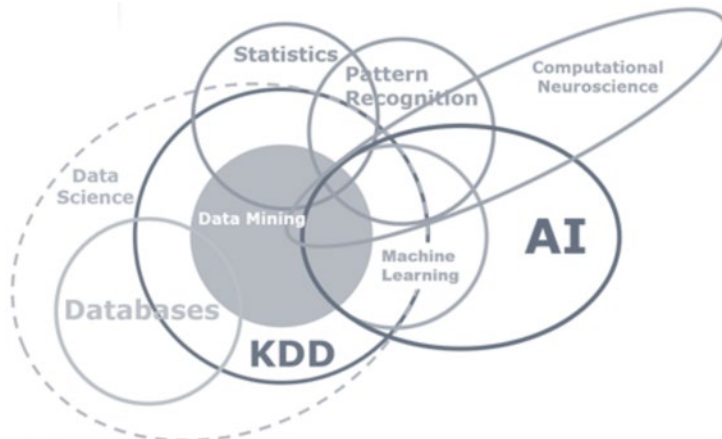 Statistics
Pattern
Recognition
Computational
Neuroscience
Data
Science
Data Mining
AI
Machine
Learning
Databases
KDD